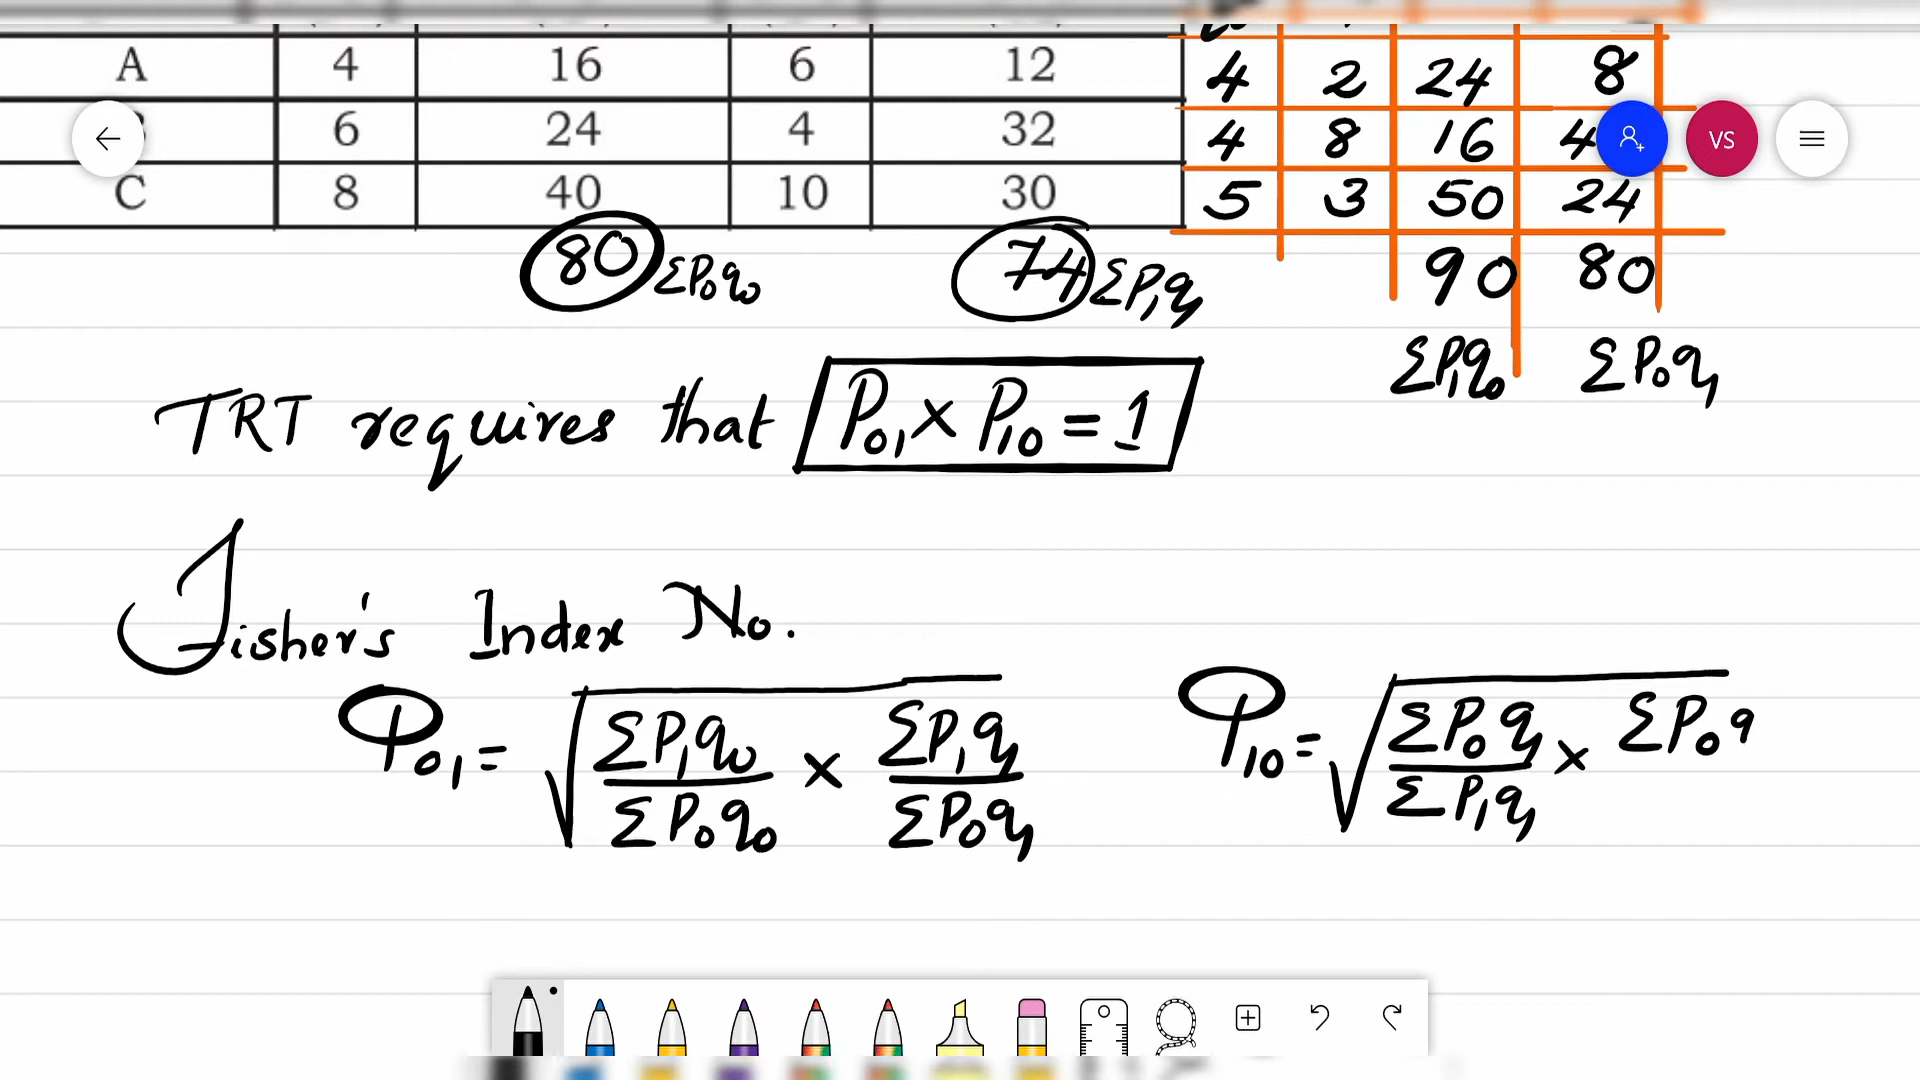 A 4 16 6 12 4 2 24 8
6 24 4 32 4 8 16 4 VS
C 8 40 10 30 5 3 50 24
80 ΣP₀q₀ 74 ΣP₁q₁ 90 80
ΣP₁q₀ ΣP₀q₁
TRT requires that P₀₁ × P₁₀ = 1
Fisher's Index No.
P₀₁ = √ ΣP₁q₀ / ΣP₀q₀ × ΣP₁q₁ / ΣP₀q₁ P₁₀ = √ ΣP₀q₁ / ΣP₁q₁ × ΣP₀q